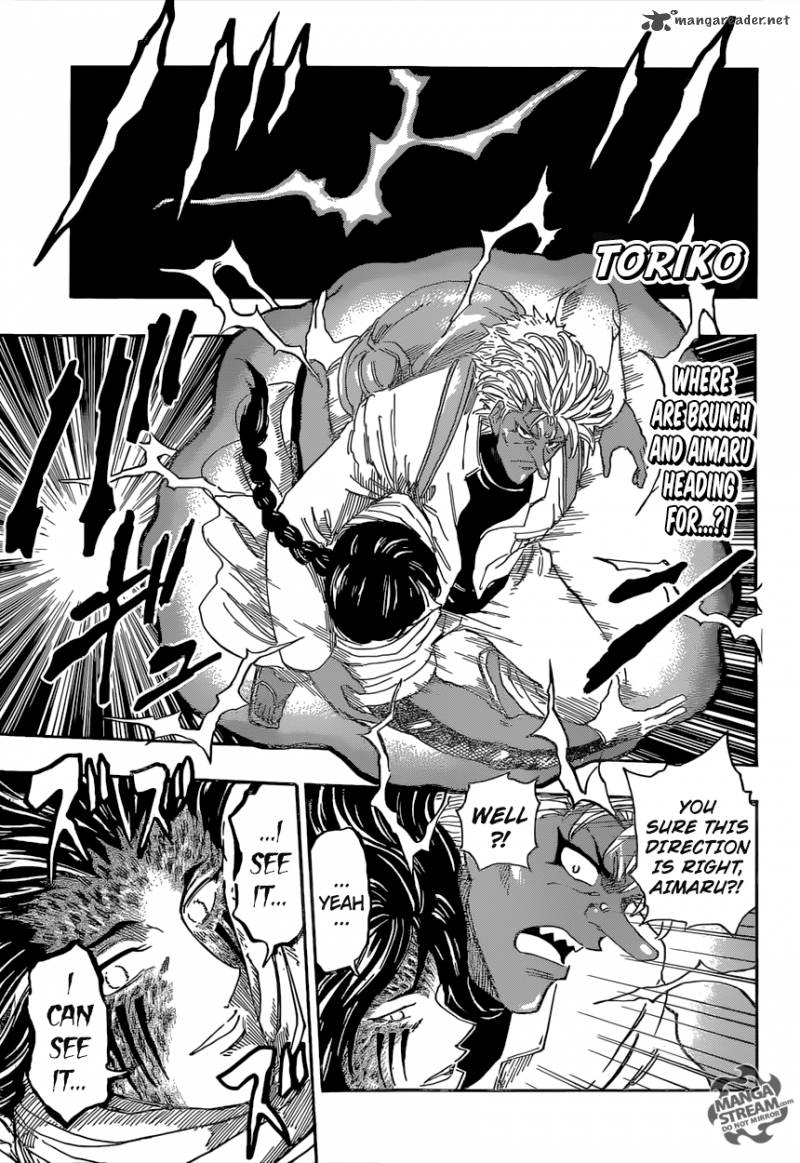 mangareader.net
TORIKO
WHERE
ARE BRUNCH
AND AIMARU
HEADING
FOR...?!
YOU
SURE THIS
DIRECTION
IS RIGHT,
AIMARU?!
WELL
?!
...
YEAH...
...I
SEE
IT...
I
CAN
SEE
IT...
MANGA
STREAM.com
DO NOT MIRROR